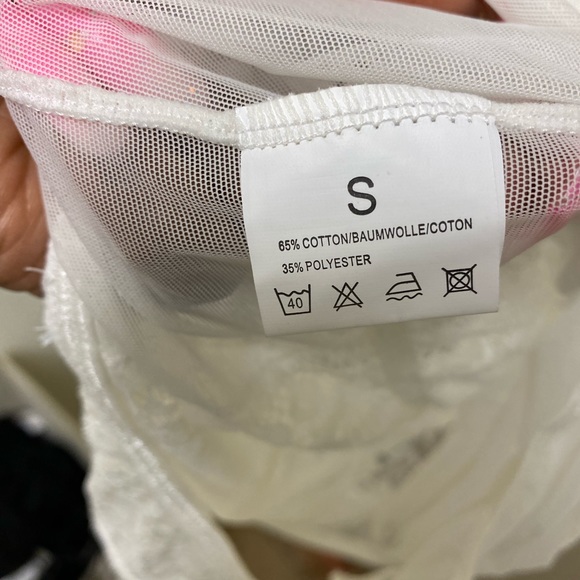 S
65% COTTON/BAUMWOLLE/COTON
35% POLYESTER
40